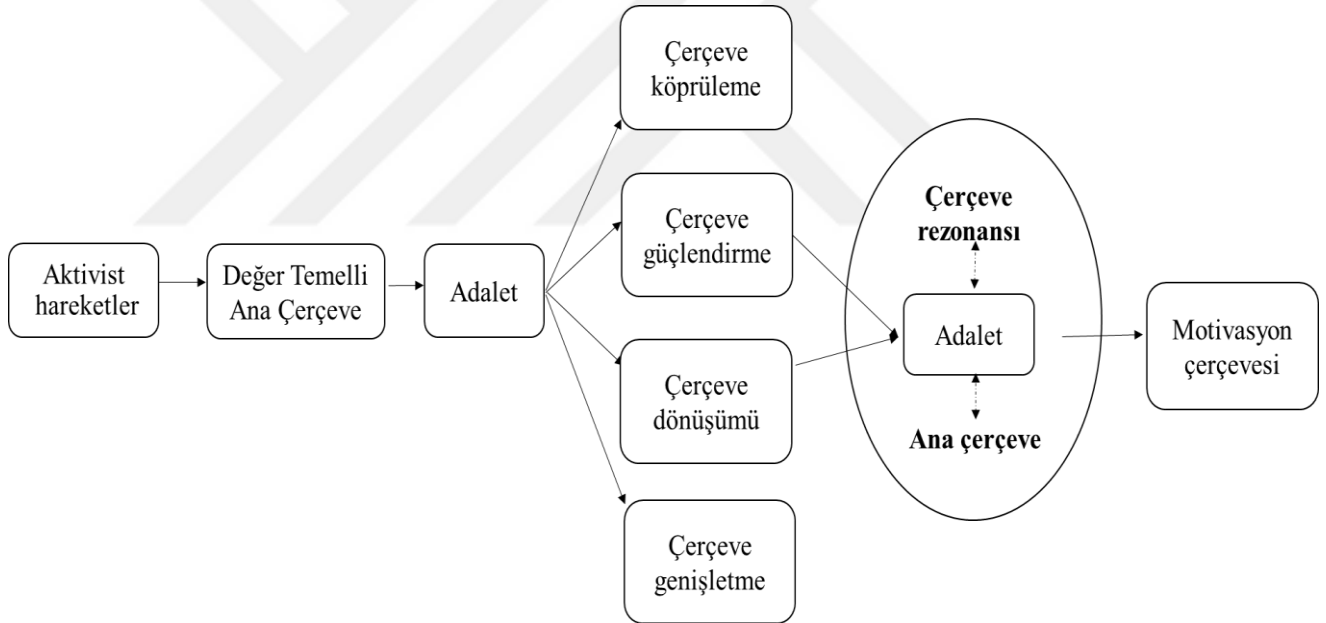 Aktivist
hareketler
Değer Temelli
Ana Çerçeve
Adalet
Çerçeve
köprüleme
Çerçeve
güçlendirme
Çerçeve
dönüşümü
Çerçeve
genişletme
Çerçeve
rezonansı
Adalet
Ana çerçeve
Motivasyon
çerçevesi